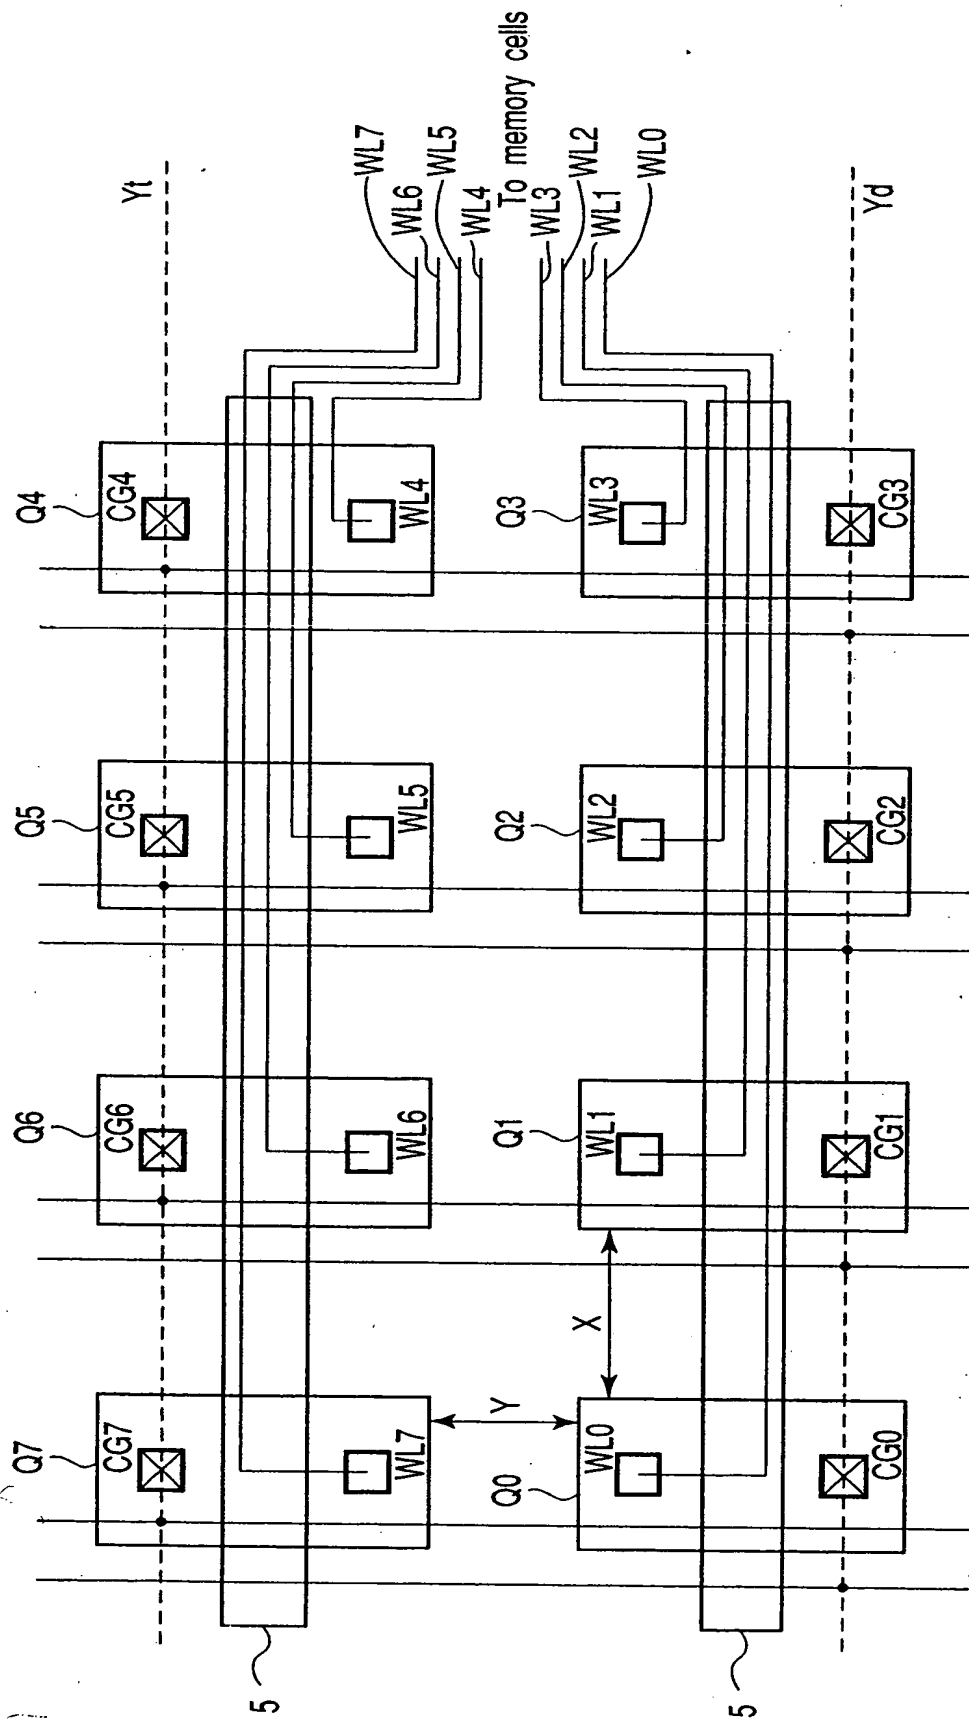 Q7
Q6
Q5
Q4
CG7
CG6
CG5
CG4
Yt
5
WL7
WL6
WL5
WL4
WL7
WL6
WL5
WL4
To memory cells
WL3
WL2
WL1
WL0
Y
X
Q0
Q1
Q2
Q3
WL0
WL1
WL2
WL3
5
CG0
CG1
CG2
CG3
Yd